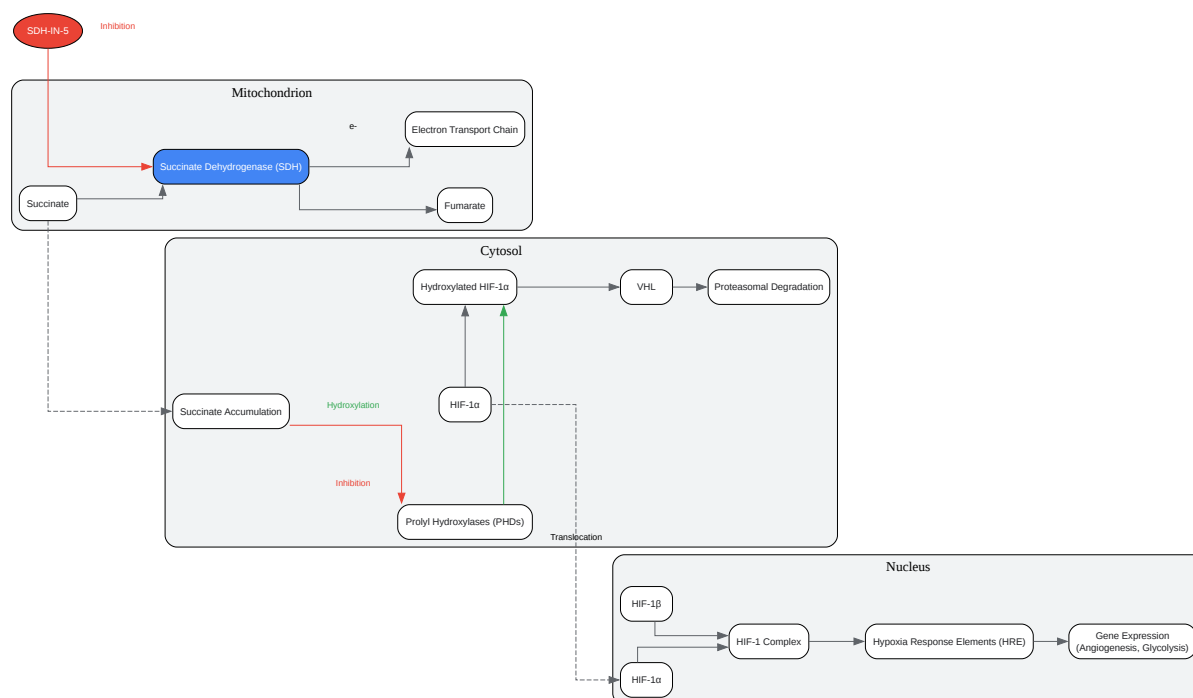 SDH-IN-5
Inhibition
Mitochondrion
e-
Electron Transport Chain
Succinate Dehydrogenase (SDH)
Succinate
Fumarate
Cytosol
Hydroxylated HIF-1α
VHL
Proteasomal Degradation
Succinate Accumulation
Hydroxylation
HIF-1α
Inhibition
Prolyl Hydroxylases (PHDs)
Translocation
Nucleus
HIF-1β
HIF-1 Complex
Hypoxia Response Elements (HRE)
Gene Expression
(Angiogenesis, Glycolysis)
HIF-1α